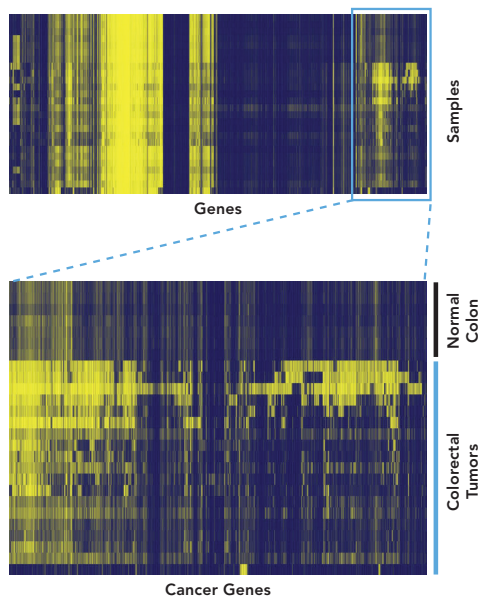 Samples
Genes
Normal
Colon
Colorectal
Tumors
Cancer Genes